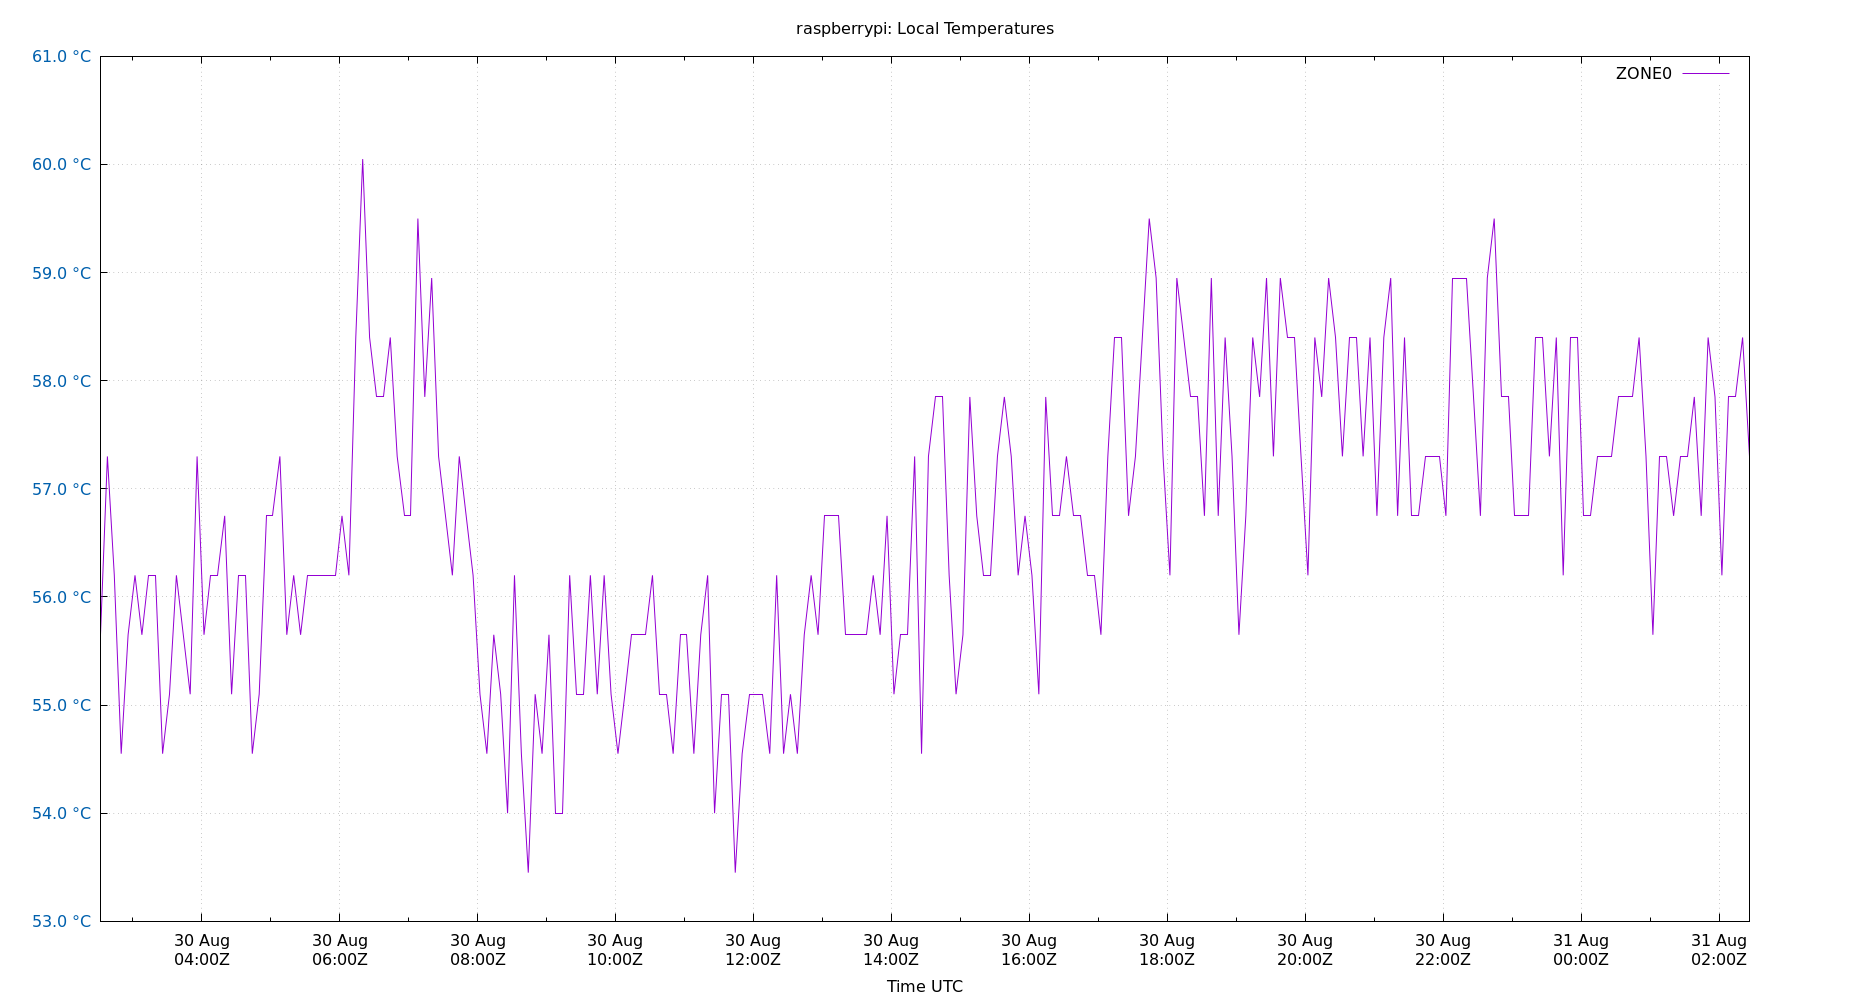 raspberrypi: Local Temperatures
ZONE0
61.0 °C
60.0 °C
59.0 °C
58.0 °C
57.0 °C
56.0 °C
55.0 °C
54.0 °C
53.0 °C
30 Aug 30 Aug 30 Aug 30 Aug 30 Aug 30 Aug 30 Aug 30 Aug 30 Aug 30 Aug 31 Aug 31 Aug
04:00Z 06:00Z 08:00Z 10:00Z 12:00Z 14:00Z 16:00Z 18:00Z 20:00Z 22:00Z 00:00Z 02:00Z
Time UTC